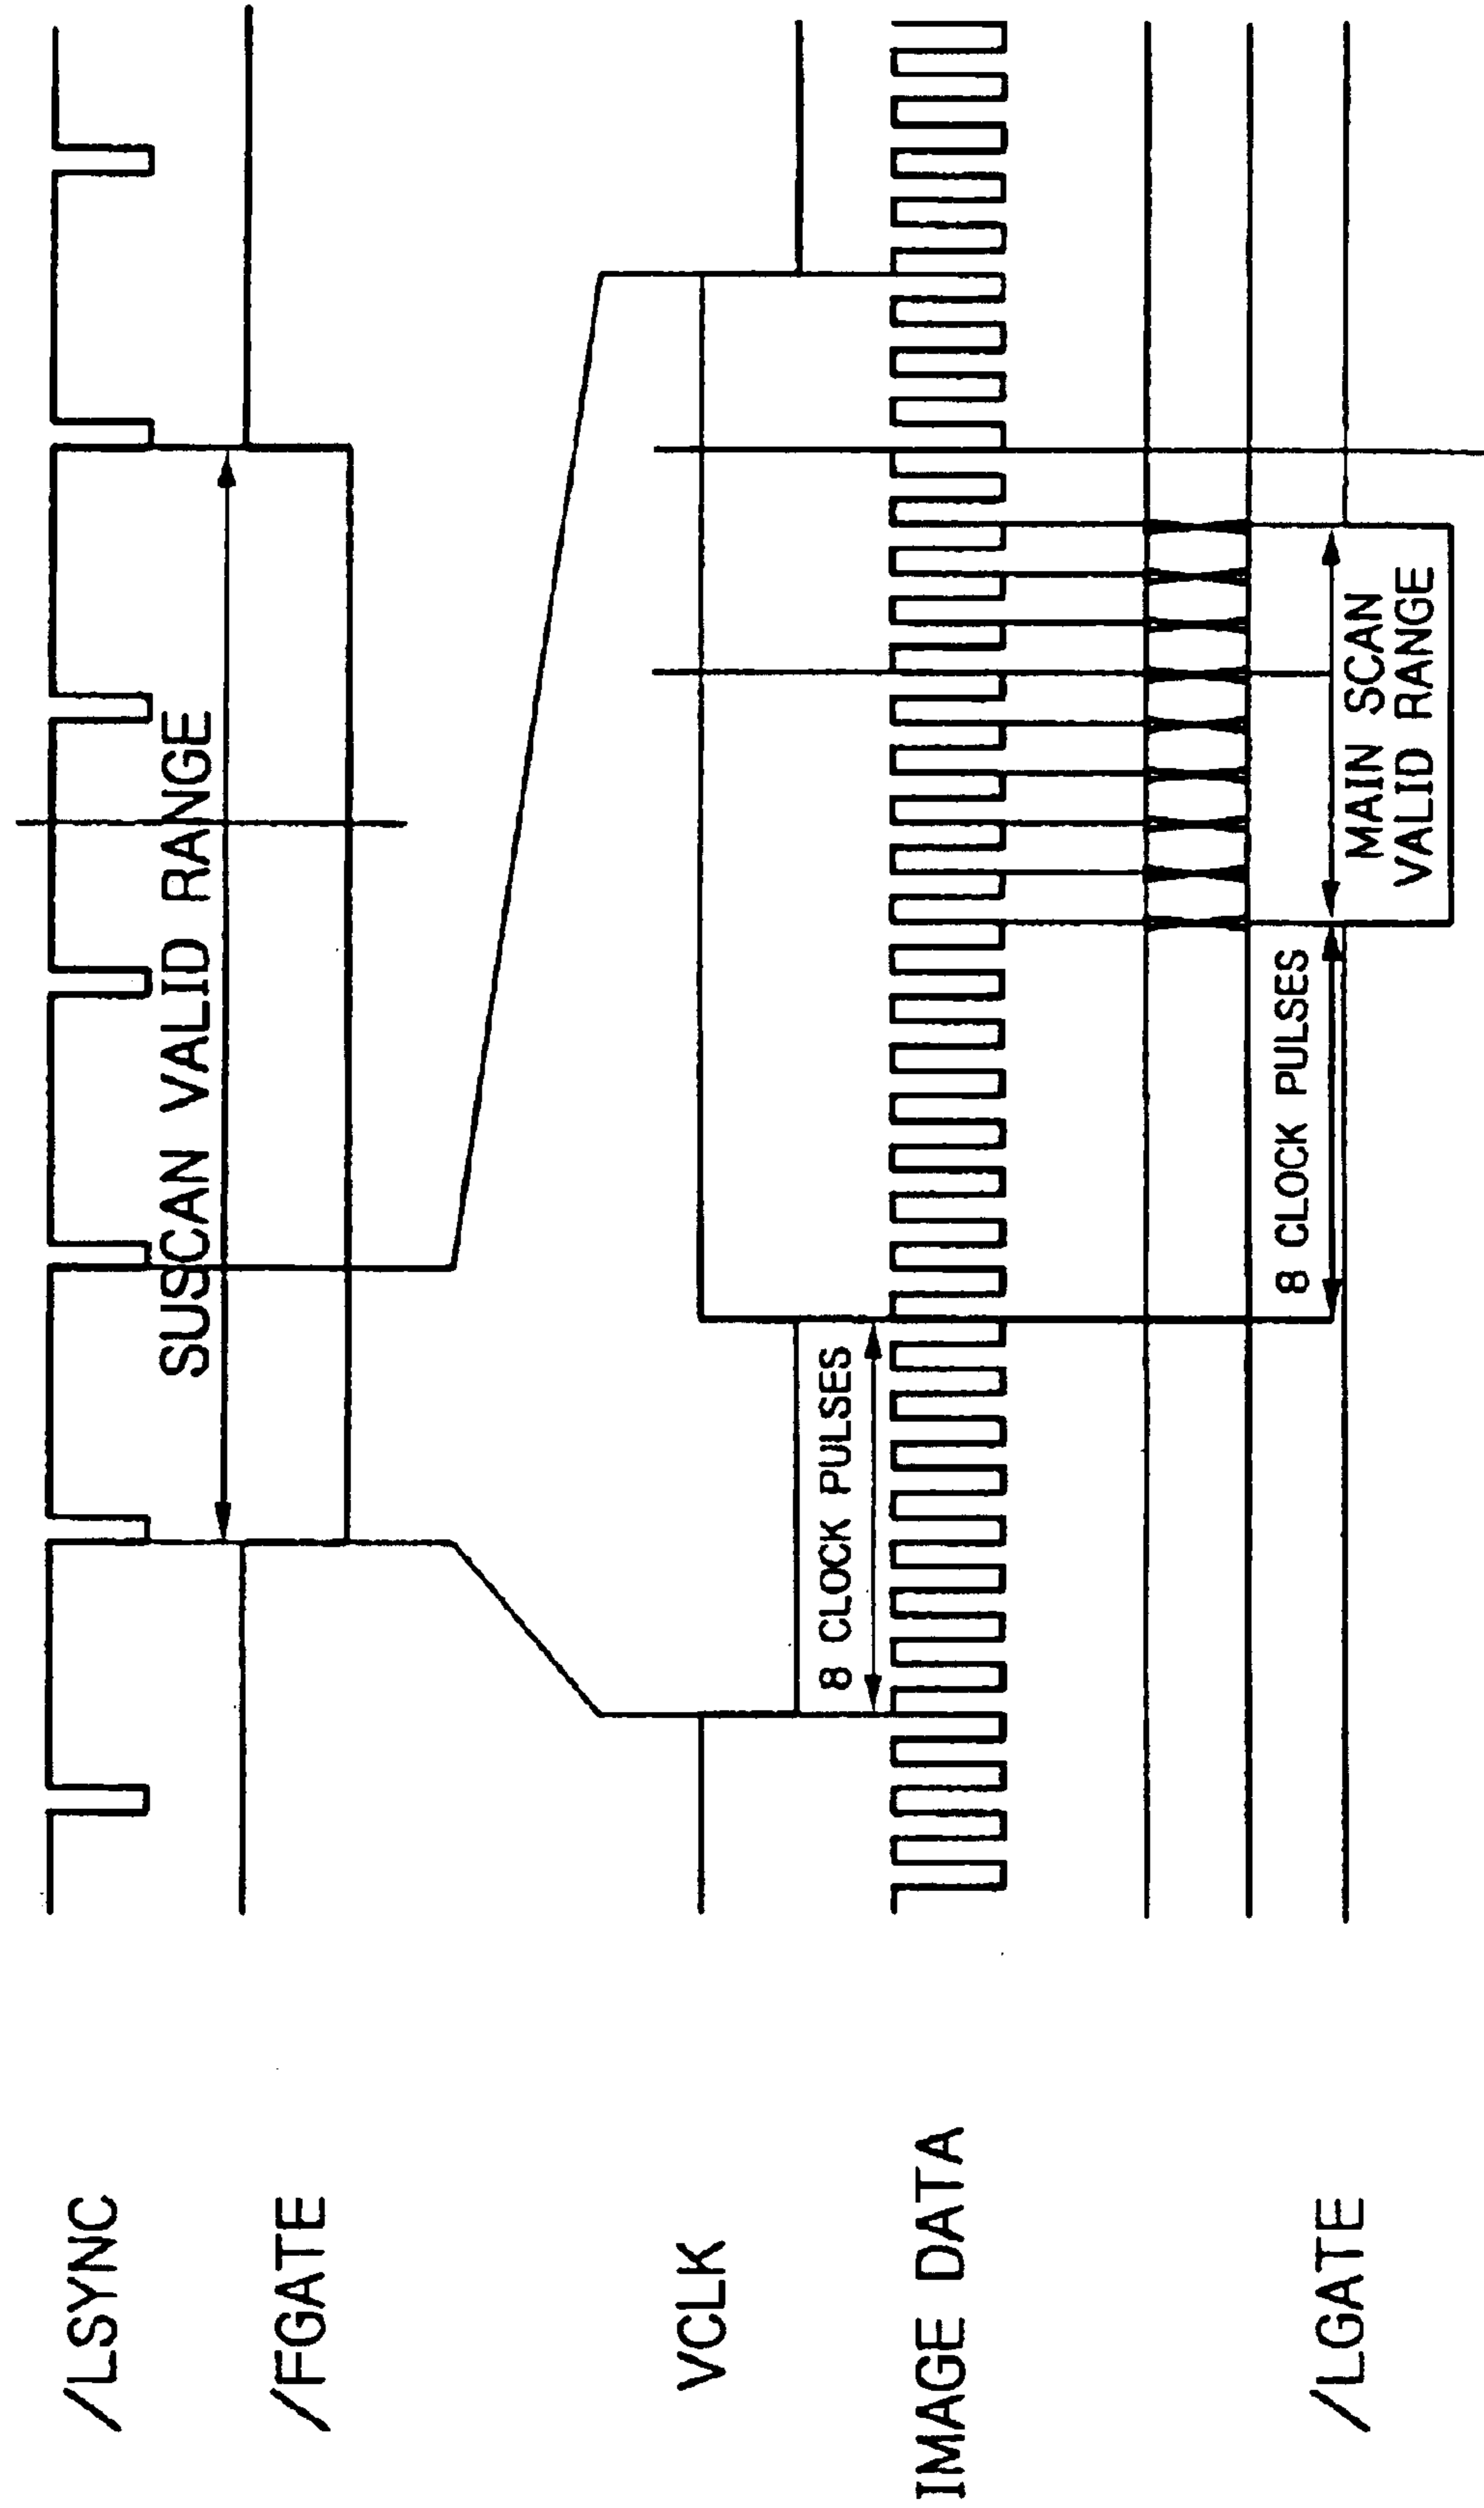 /LSYNC
SUSCAN VALID RANGE
/FGATE
VCLK
8 CLOCK PULSES
IMAGE DATA
8 CLOCK PULSES
MAIN SCAN
VALID RANGE
/LGATE